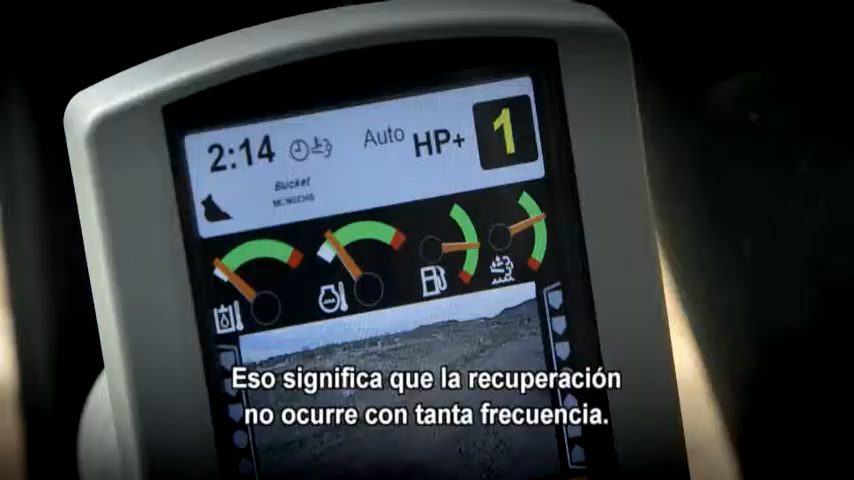 2:14
Auto
HP+
1
Bucket
Eso significa que la recuperación
no ocurre con tanta frecuencia.